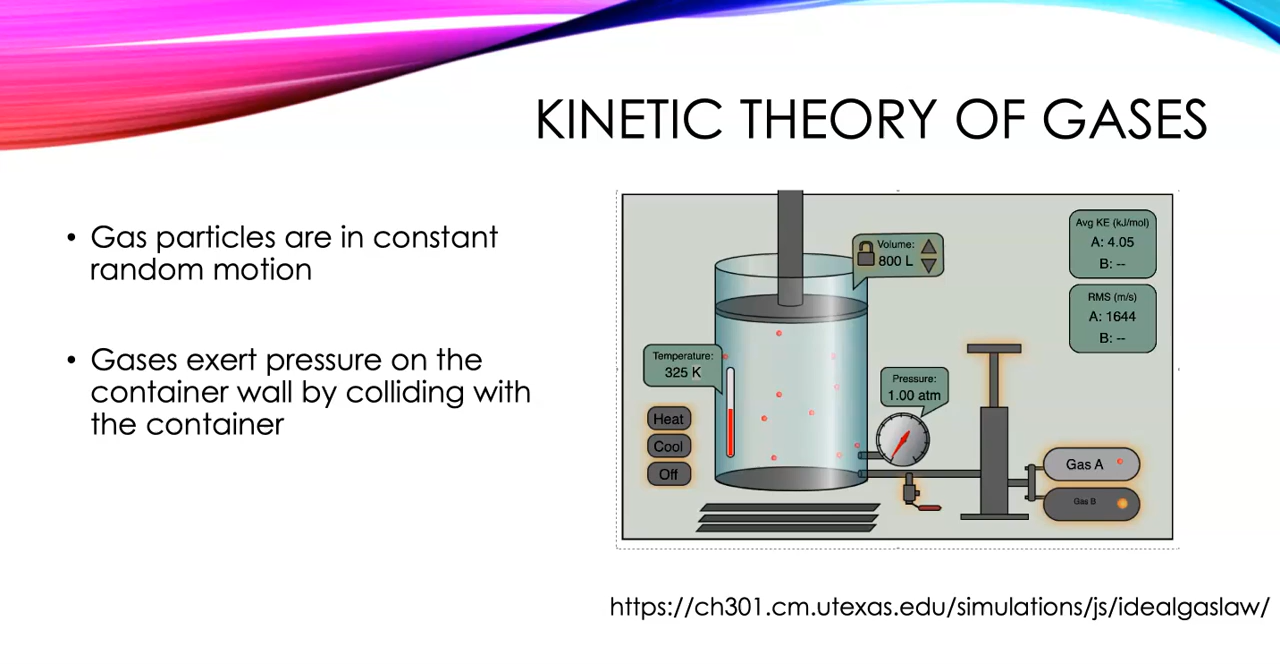 KINETIC THEORY OF GASES
• Gas particles are in constant
random motion
• Gases exert pressure on the
container wall by colliding with
the container
Volume:
800 L
Avg KE (kJ/mol)
A: 4.05
B: --
RMS (m/s)
A: 1644
B: --
Temperature:
325 K
Pressure:
1.00 atm
Heat
Cool
Off
Gas A
Gas B
https://ch301.cm.utexas.edu/simulations/js/idealgaslaw/